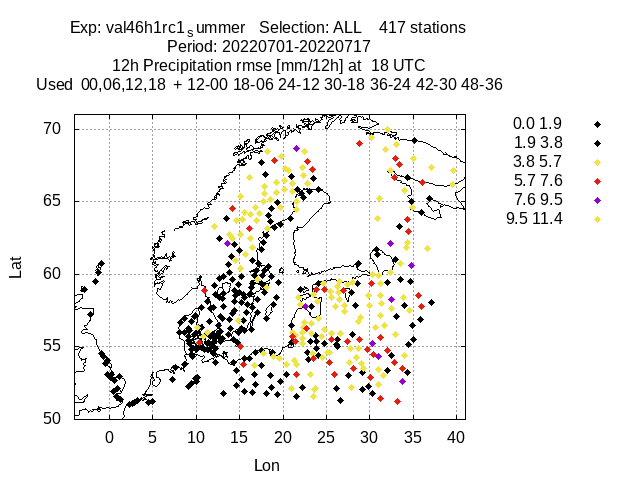 Exp: val46h1rc1summer Selection: ALL 417 stations
Period: 20220701-20220717
12h Precipitation rmse [mm/12h] at 18 UTC
Used 00,06,12,18 + 12-00 18-06 24-12 30-18 36-24 42-30 48-36
0.0 1.9
1.9 3.8
3.8 5.7
5.7 7.6
7.6 9.5
9.5 11.4
70
65
60
55
50
Lat
0 5 10 15 20 25 30 35 40
Lon